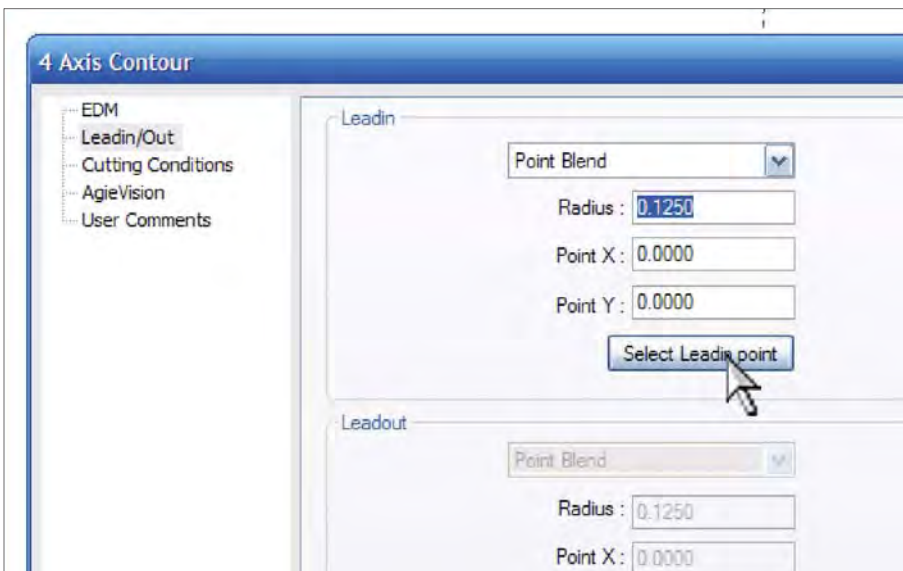 4 Axis Contour
EDM
Leadin/Out
Cutting Conditions
AgieVision
User Comments
Leadin
Point Blend
Radius : 0.1250
Point X : 0.0000
Point Y : 0.0000
Select Leadin point
Leadout
Point Blend
Radius : 0.1250
Point X : 0.0000